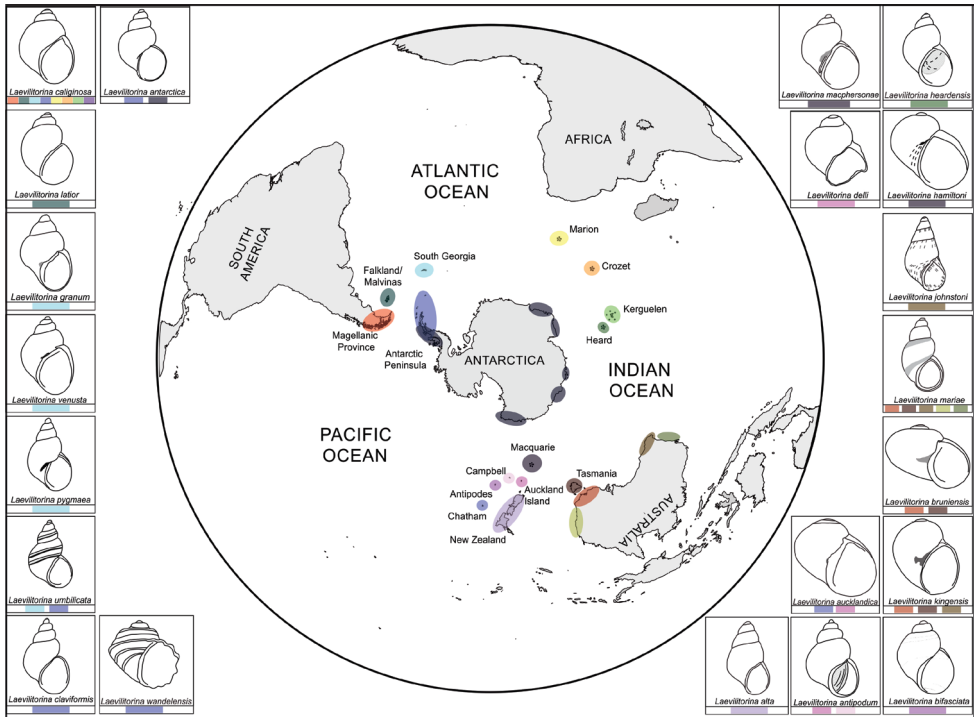 Laevilitorina caliginosa
Laevilitorina antarctica
Laevilitorina latior
Laevilitorina granum
Laevilitorina venusta
Laevilitorina pygmaea
Laevilitorina umbilicata
Laevilitorina claviformis
Laevilitorina wandelensis
ATLANTIC
OCEAN
AFRICA
SOUTH
AMERICA
Marion
South Georgia
Crozet
Falkland/
Malvinas
Kerguelen
Magellanic
Province
Heard
Antarctic
Peninsula
ANTARCTICA
INDIAN
OCEAN
PACIFIC
OCEAN
Macquarie
Campbell
Tasmania
Antipodes
Auckland
Island
Chatham
New Zealand
AUSTRALIA
Laevilitorina macphersonae
Laevilitorina heardensis
Laevilitorina delli
Laevilitorina hamiltoni
Laevilitorina johnstoni
Laevilitorina mariae
Laevilitorina bruniensis
Laevilitorina aucklandica
Laevilitorina kingensis
Laevilitorina alta
Laevilitorina antipodum
Laevilitorina bifasciata